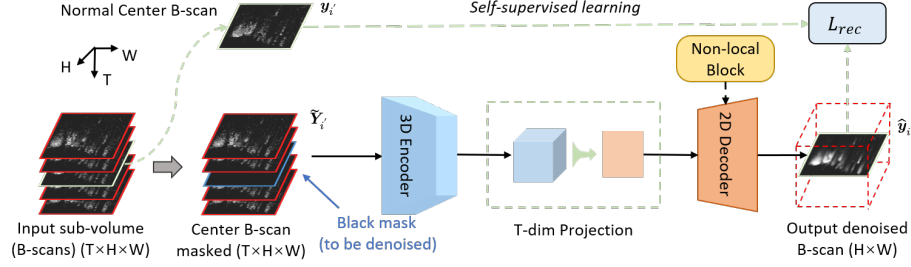 Normal Center B-scan
y_{i'}
Self-supervised learning
L_{rec}
H
W
T
Non-local
Block
Ỹ_{i'}
3D Encoder
2D Decoder
ŷ_i
Black mask
(to be denoised)
T-dim Projection
Input sub-volume
(B-scans) (T×H×W)
Center B-scan
masked (T×H×W)
Output denoised
B-scan (H×W)